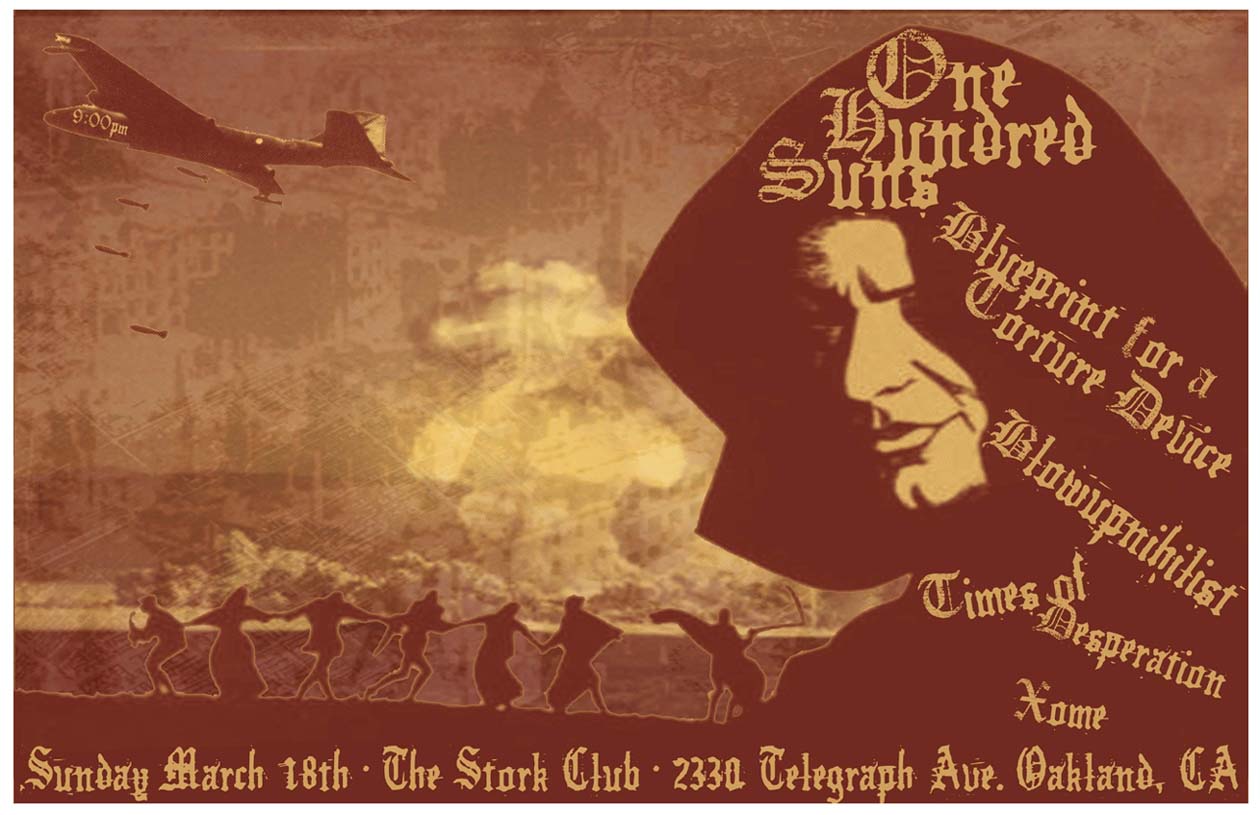 9:00pm
One
Hundred
Suns
Blueprint for a
Torture Device
Blowupnihilist
Times of
Desperation
Xome
Sunday March 18th · The Stork Club · 2330 Telegraph Ave. Oakland, CA